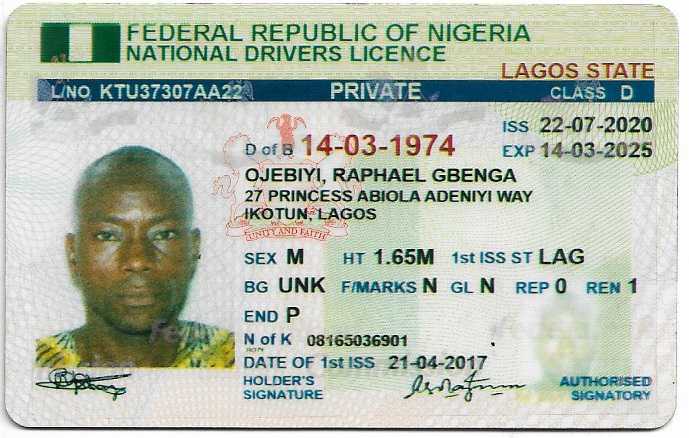 FEDERAL REPUBLIC OF NIGERIA
NATIONAL DRIVERS LICENCE
LAGOS STATE
L/NO KTU37307AA22 PRIVATE CLASS D
ISS 22-07-2020
D of B 14-03-1974 EXP 14-03-2025
OJEBIYI, RAPHAEL GBENGA
27 PRINCESS ABIOLA ADENIYI WAY
IKOTUN, LAGOS
UNITY AND FAITH
SEX M HT 1.65M 1st ISS ST LAG
BG UNK F/MARKS N GL N REP 0 REN 1
END P
N of K 08165036901
DATE OF 1st ISS 21-04-2017
HOLDER'S SIGNATURE
AUTHORISED SIGNATORY